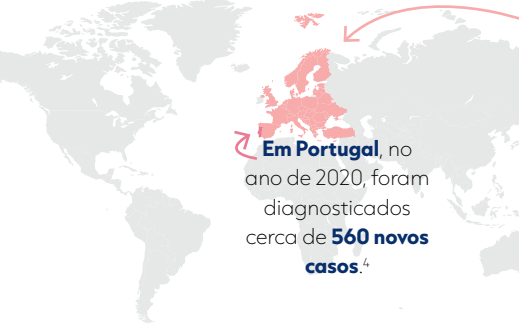 Em Portugal, no
ano de 2020, foram
diagnosticados
cerca de 560 novos
casos.⁴